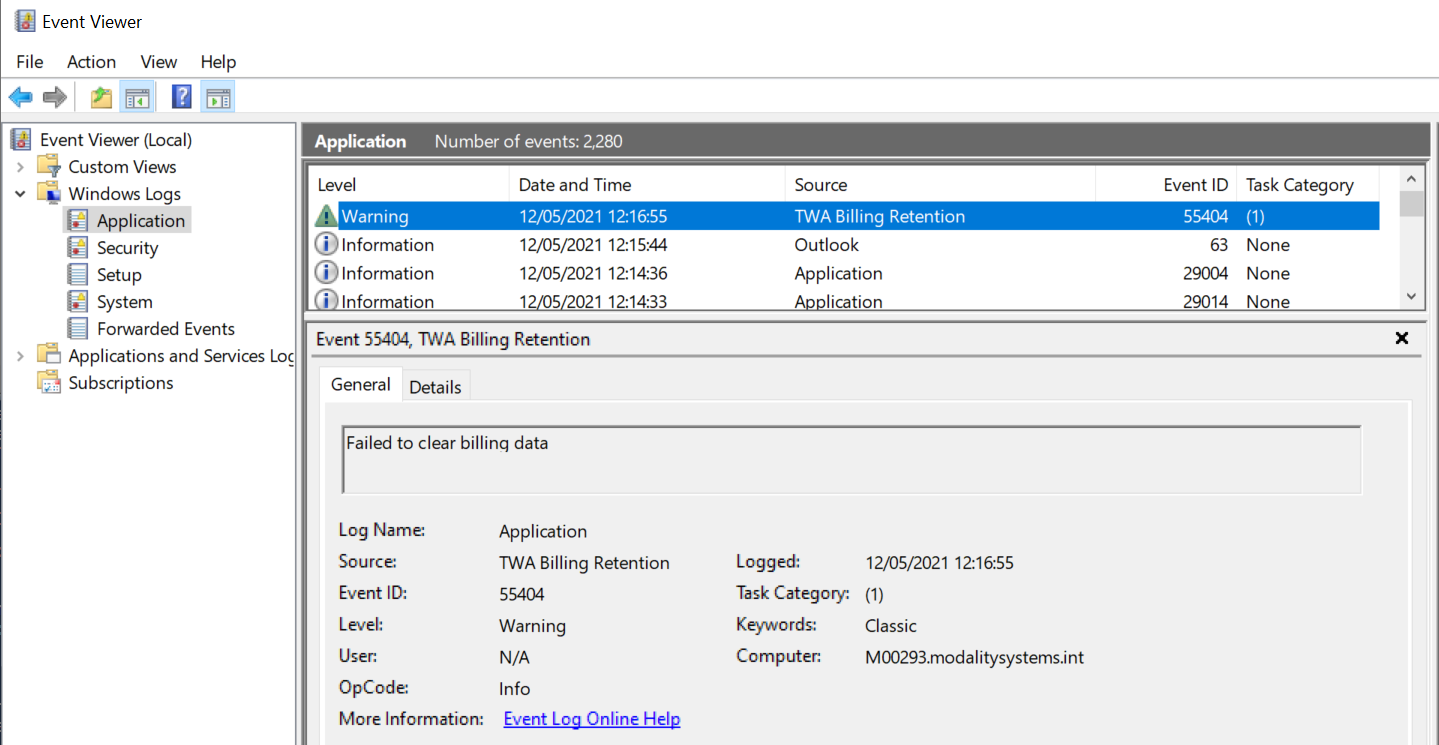 Event Viewer
File Action View Help
Event Viewer (Local)
Custom Views
Windows Logs
Application
Security
Setup
System
Forwarded Events
Applications and Services Log
Subscriptions
Application Number of events: 2,280
Level Date and Time Source Event ID Task Category
Warning 12/05/2021 12:16:55 TWA Billing Retention 55404 (1)
Information 12/05/2021 12:15:44 Outlook 63 None
Information 12/05/2021 12:14:36 Application 29004 None
Information 12/05/2021 12:14:33 Application 29014 None
Event 55404, TWA Billing Retention
General Details
Failed to clear billing data
Log Name: Application
Source: TWA Billing Retention Logged: 12/05/2021 12:16:55
Event ID: 55404 Task Category: (1)
Level: Warning Keywords: Classic
User: N/A Computer: M00293.modalitysystems.int
OpCode: Info
More Information: Event Log Online Help